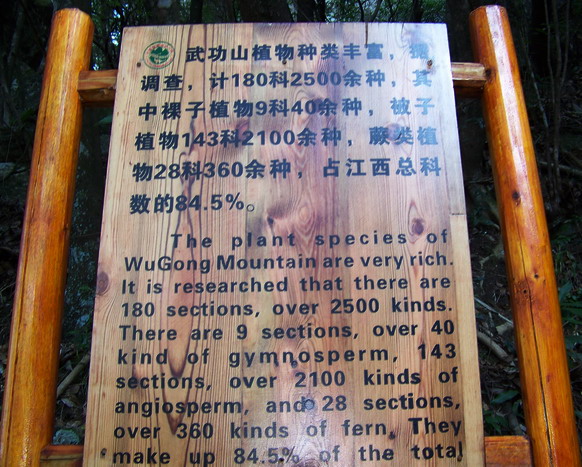 武功山植物种类丰富，据
调查，计180科2500余种，其
中裸子植物9科40余种，被子
植物143科2100余种，蕨类植
物28科360余种，占江西总科
数的84.5%。
The plant species of
WuGong Mountain are very rich.
It is researched that there are
180 sections, over 2500 kinds.
There are 9 sections, over 40
kind of gymnosperm, 143
sections, over 2100 kinds of
angiosperm, and 28 sections,
over 360 kinds of fern. They
make up 84.5% of the total